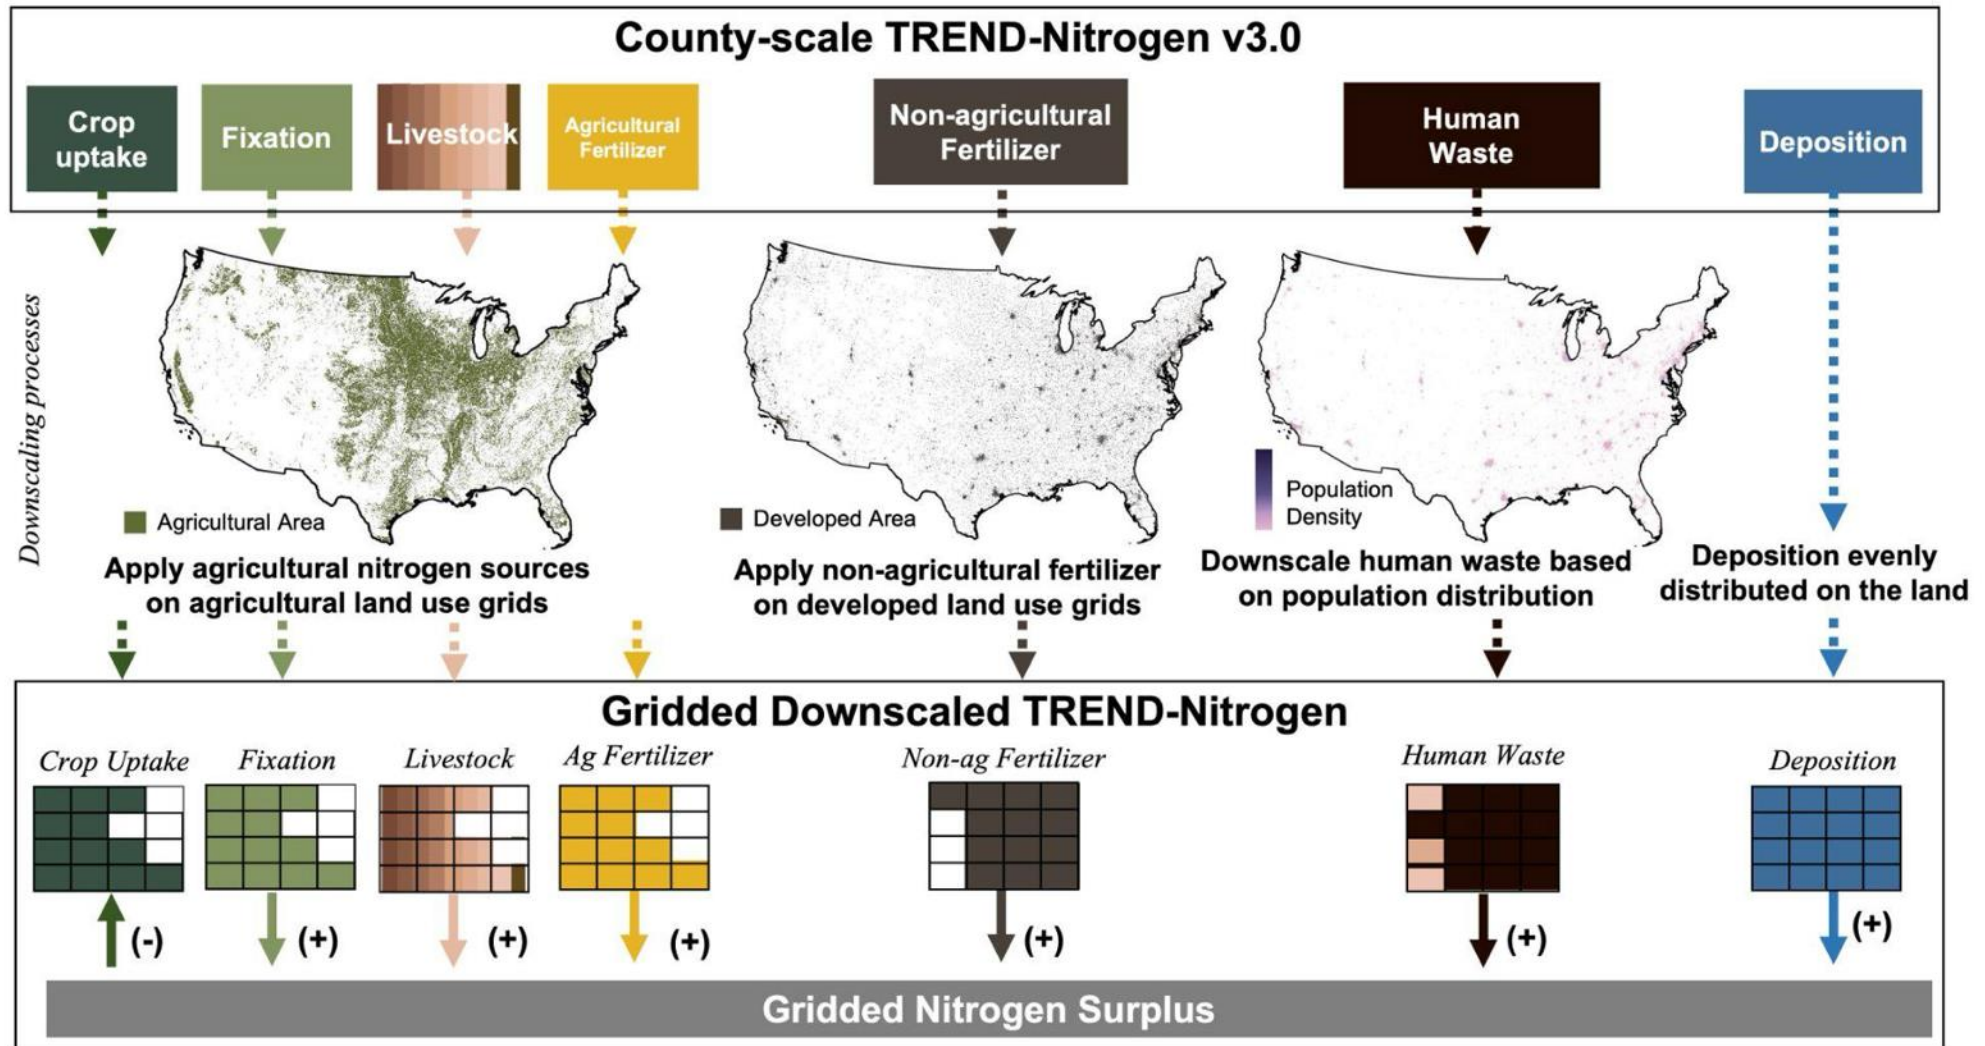 County-scale TREND-Nitrogen v3.0
Crop
uptake
Fixation
Livestock
Agricultural
Fertilizer
Non-agricultural
Fertilizer
Human
Waste
Deposition
Downscaling processes
Agricultural Area
Developed Area
Population
Density
Apply agricultural nitrogen sources
on agricultural land use grids
Apply non-agricultural fertilizer
on developed land use grids
Downscale human waste based
on population distribution
Deposition evenly
distributed on the land
Gridded Downscaled TREND-Nitrogen
Crop Uptake
Fixation
Livestock
Ag Fertilizer
Non-ag Fertilizer
Human Waste
Deposition
(-)
(+)
(+)
(+)
(+)
(+)
(+)
Gridded Nitrogen Surplus